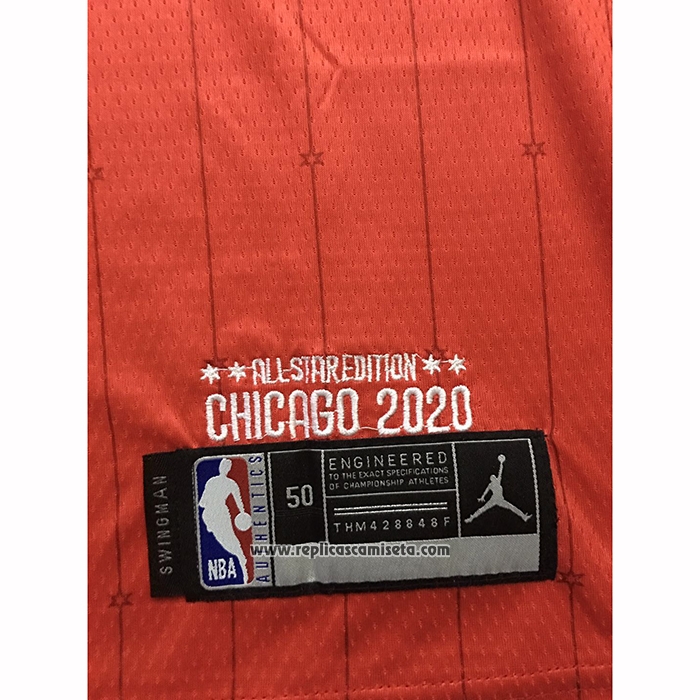 ALL-STAR EDITION
CHICAGO 2020
SWINGMAN
NBA
AUTHENTICS
50
ENGINEERED
TO THE EXACT SPECIFICATIONS
OF CHAMPIONSHIP ATHLETES
THM428848F
www.replicascamiseta.com